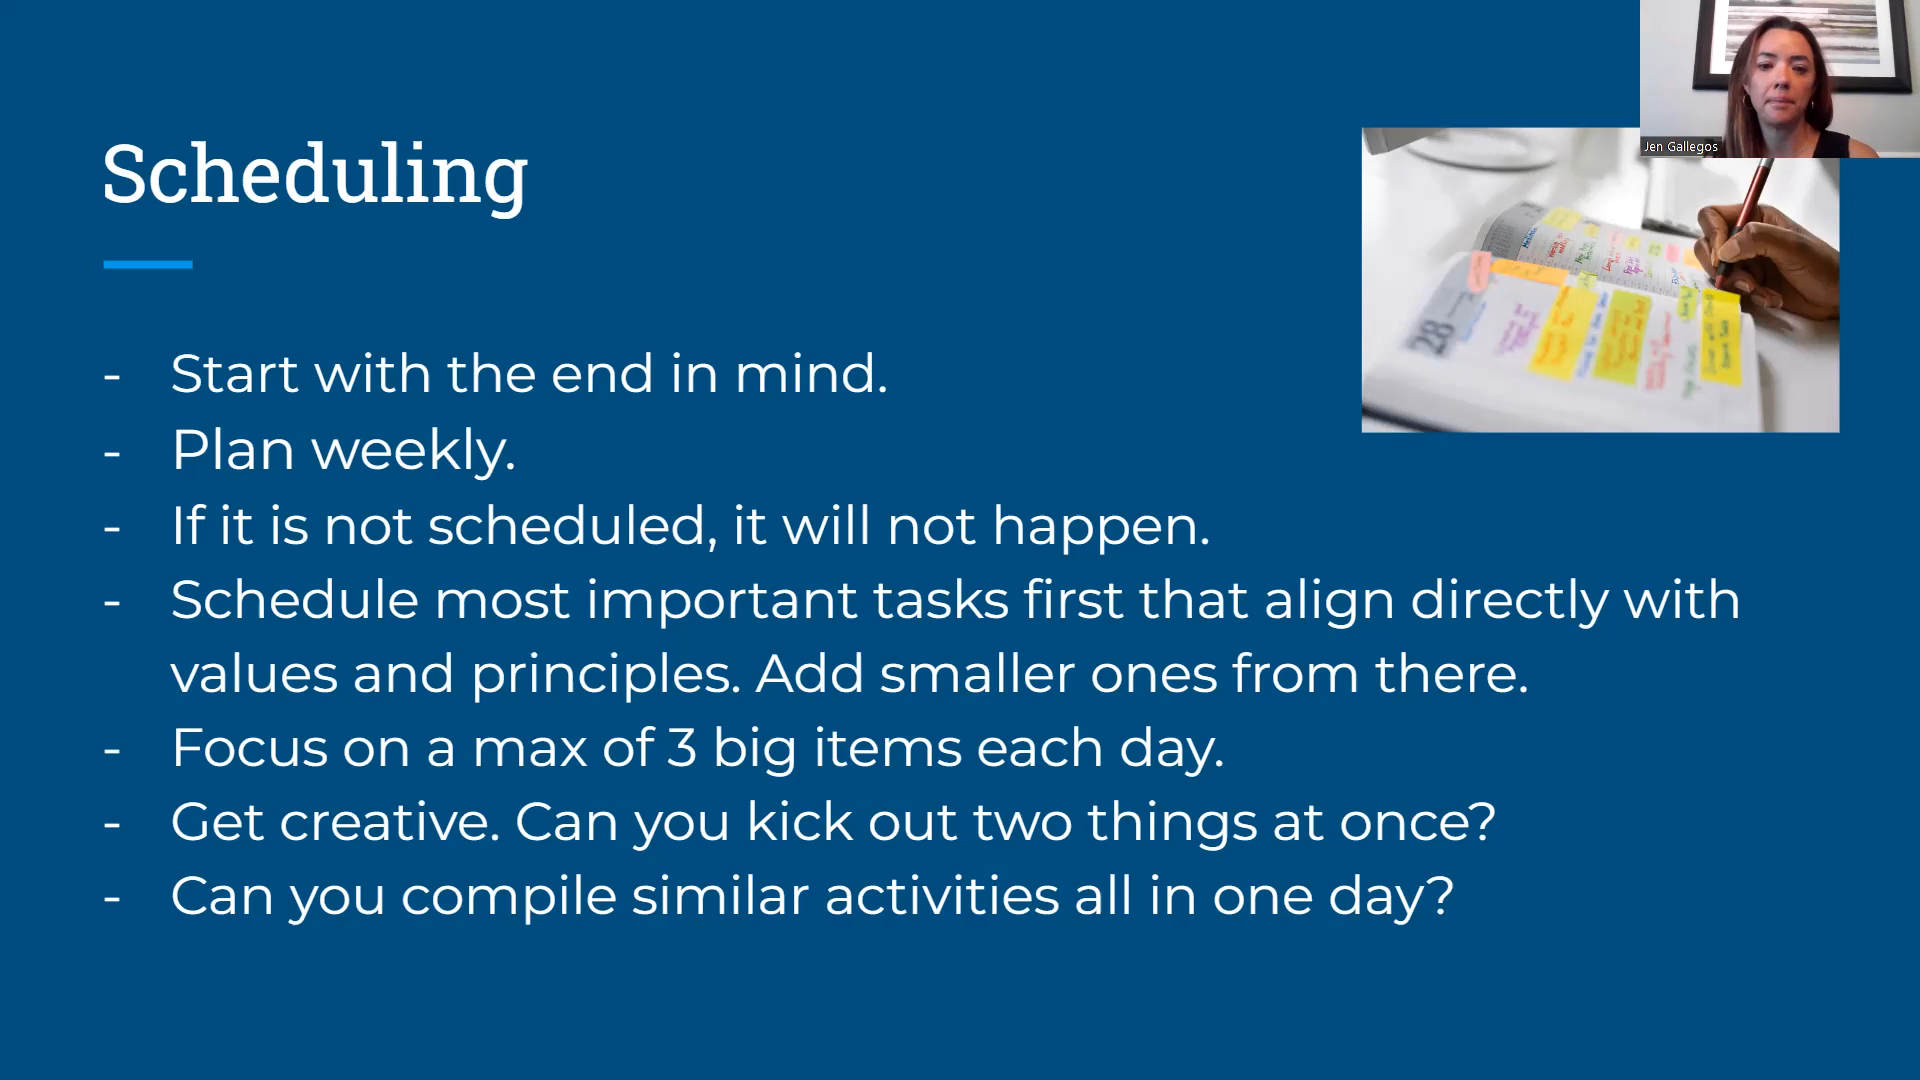 Scheduling
Jen Gallegos
28
- Start with the end in mind.
- Plan weekly.
- If it is not scheduled, it will not happen.
- Schedule most important tasks first that align directly with
values and principles. Add smaller ones from there.
- Focus on a max of 3 big items each day.
- Get creative. Can you kick out two things at once?
- Can you compile similar activities all in one day?